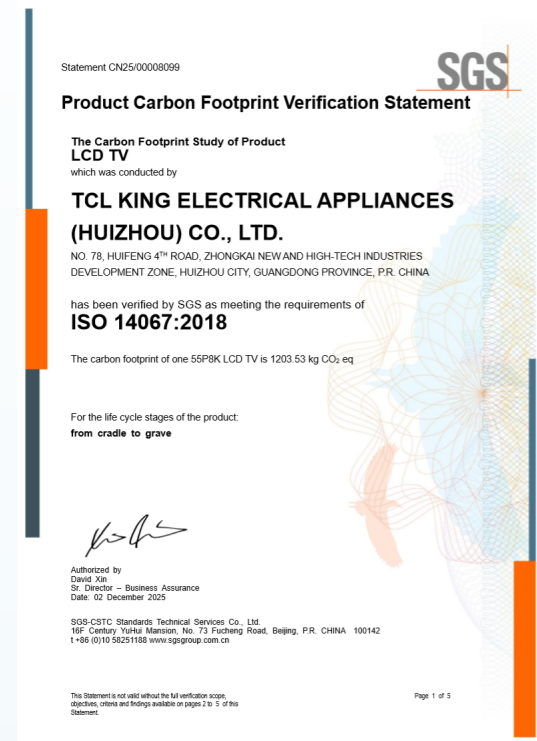 SGS
Statement CN25/00008099
Product Carbon Footprint Verification Statement
The Carbon Footprint Study of Product
LCD TV
which was conducted by
TCL KING ELECTRICAL APPLIANCES
(HUIZHOU) CO., LTD.
NO. 78, HUIFENG 4TH ROAD, ZHONGKAI NEW AND HIGH-TECH INDUSTRIES
DEVELOPMENT ZONE, HUIZHOU CITY, GUANGDONG PROVINCE, P.R. CHINA
has been verified by SGS as meeting the requirements of
ISO 14067:2018
The carbon footprint of one 55P8K LCD TV is 1203.53 kg CO₂ eq
For the life cycle stages of the product:
from cradle to grave
Authorized by
David Xin
Sr. Director – Business Assurance
Date: 02 December 2025
SGS-CSTC Standards Technical Services Co., Ltd.
16F Century YuHui Mansion, No. 73 Fucheng Road, Beijing, P.R. CHINA 100142
t +86 (0)10 58251188 www.sgsgroup.com.cn
This Statement is not valid without the full verification scope,
objectives, criteria and findings available on pages 2 to 5 of this
Statement.
Page 1 of 5